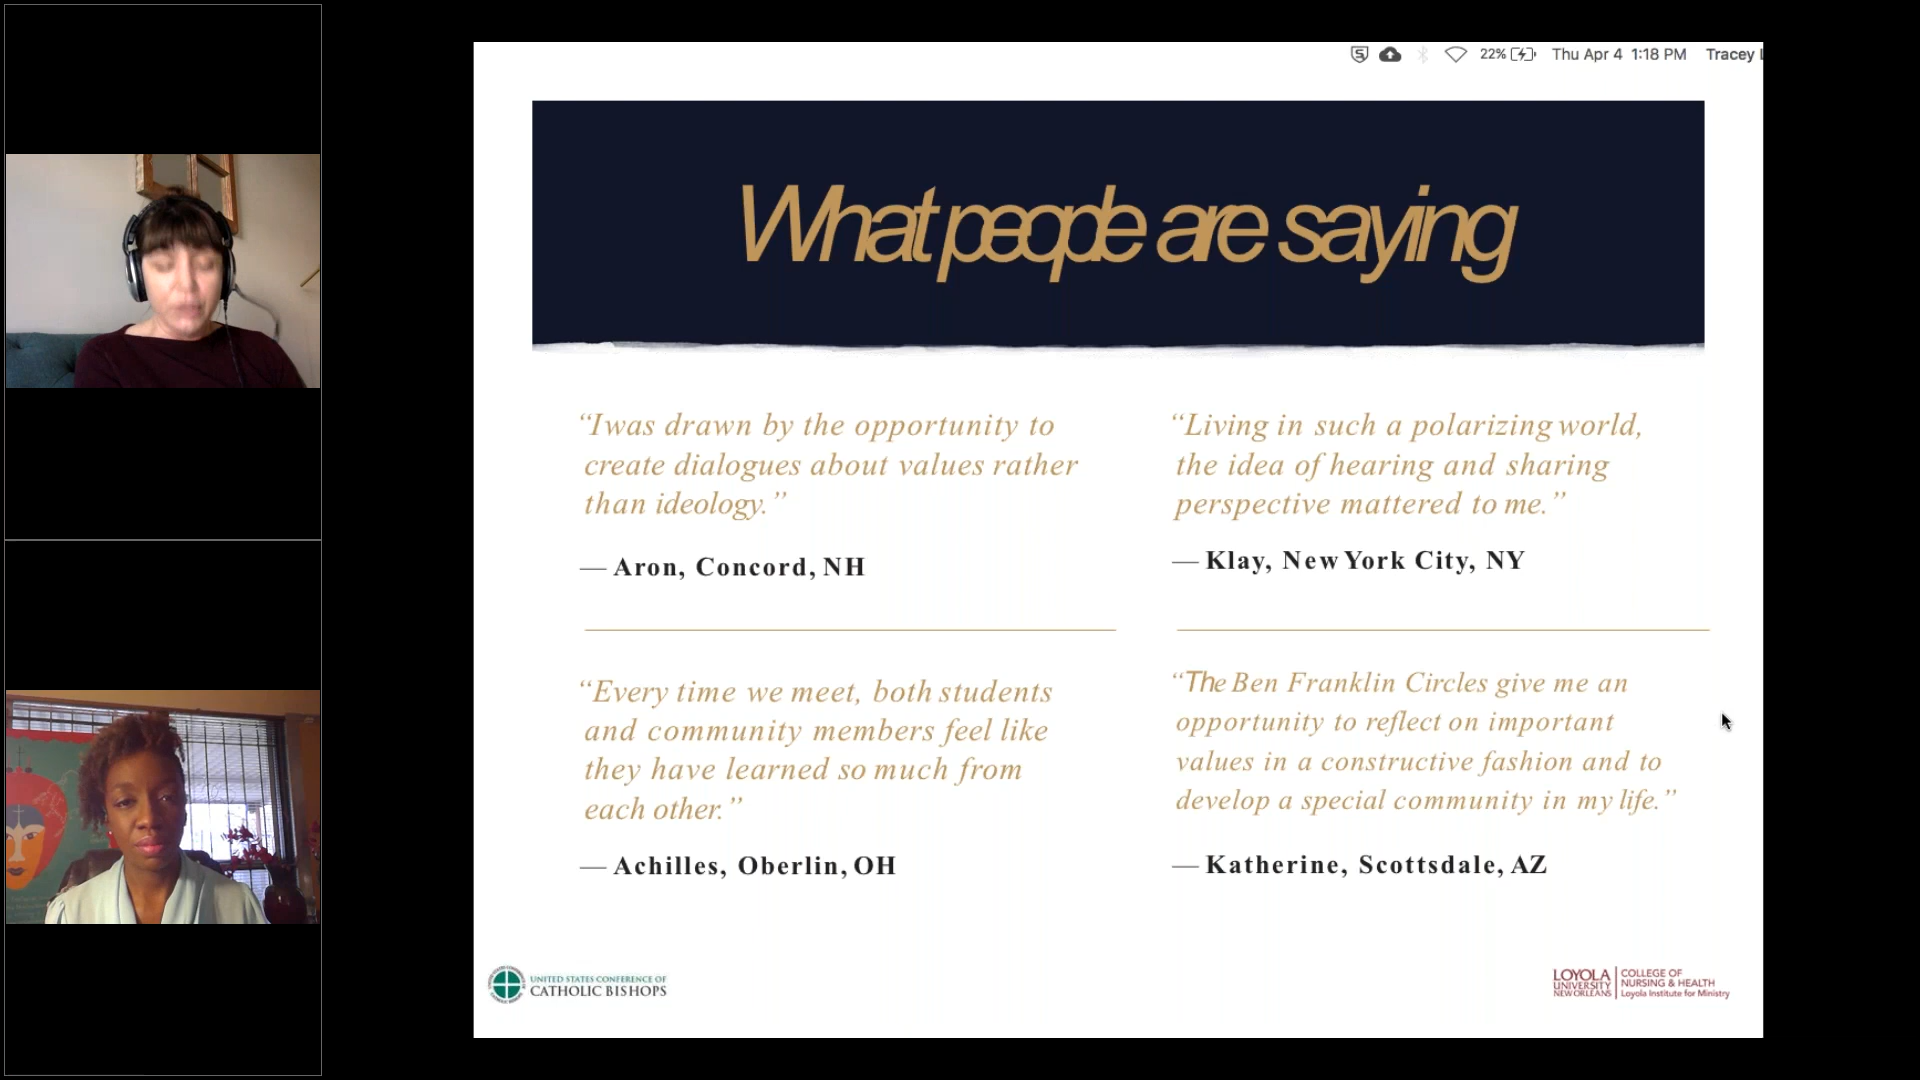 22% Thu Apr 4 1:18 PM Tracey
What people are saying
“I was drawn by the opportunity to
create dialogues about values rather
than ideology.”
— Aron, Concord, NH
“Living in such a polarizing world,
the idea of hearing and sharing
perspective mattered to me.”
— Klay, New York City, NY
“Every time we meet, both students
and community members feel like
they have learned so much from
each other.”
— Achilles, Oberlin, OH
“The Ben Franklin Circles give me an
opportunity to reflect on important
values in a constructive fashion and to
develop a special community in my life.”
— Katherine, Scottsdale, AZ
UNITED STATES CONFERENCE OF
CATHOLIC BISHOPS
LOYOLA
UNIVERSITY
NEW ORLEANS
COLLEGE OF
NURSING & HEALTH
Loyola Institute for Ministry